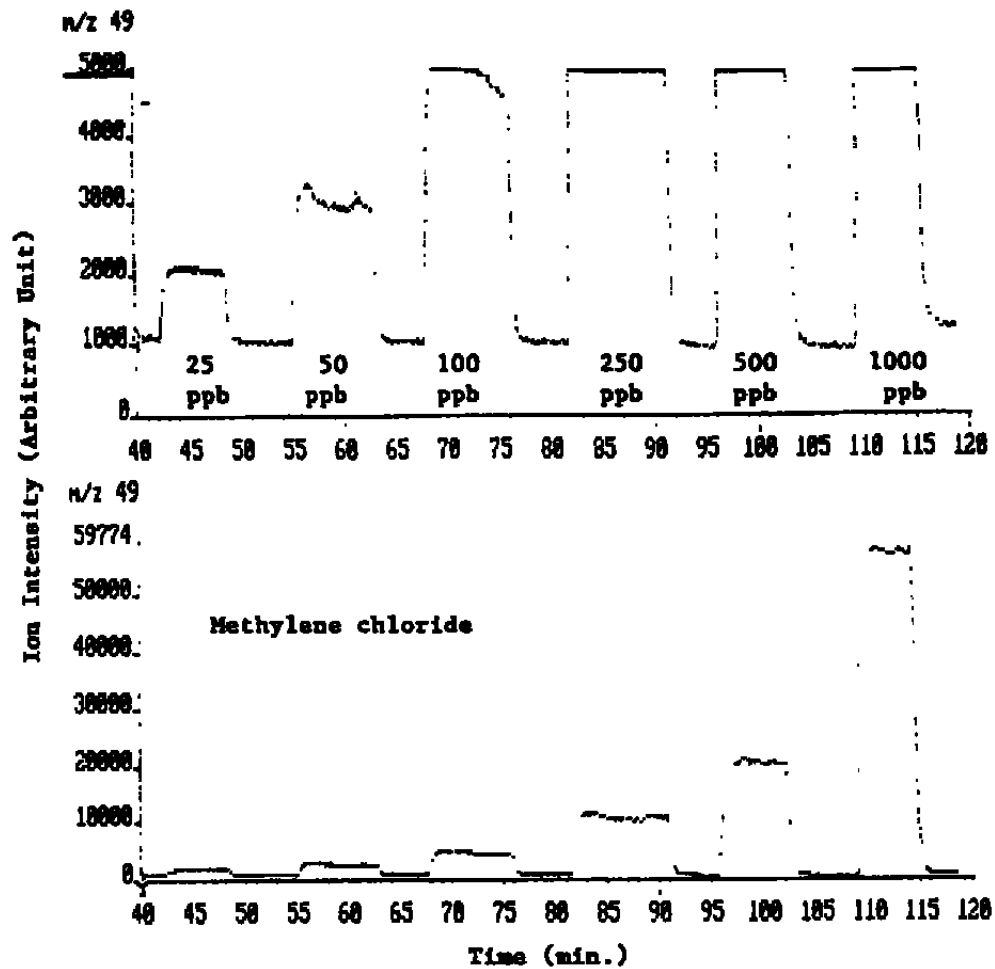 m/z 49
5000
4000
3000
2000
1000
0
25 50 100 250 500 1000
ppb ppb ppb ppb ppb ppb
40 45 50 55 60 65 70 75 80 85 90 95 100 105 110 115 120
Ion Intensity (Arbitrary Unit)
m/z 49
59774
50000
40000
30000
20000
10000
0
Methylene chloride
40 45 50 55 60 65 70 75 80 85 90 95 100 105 110 115 120
Time (min.)